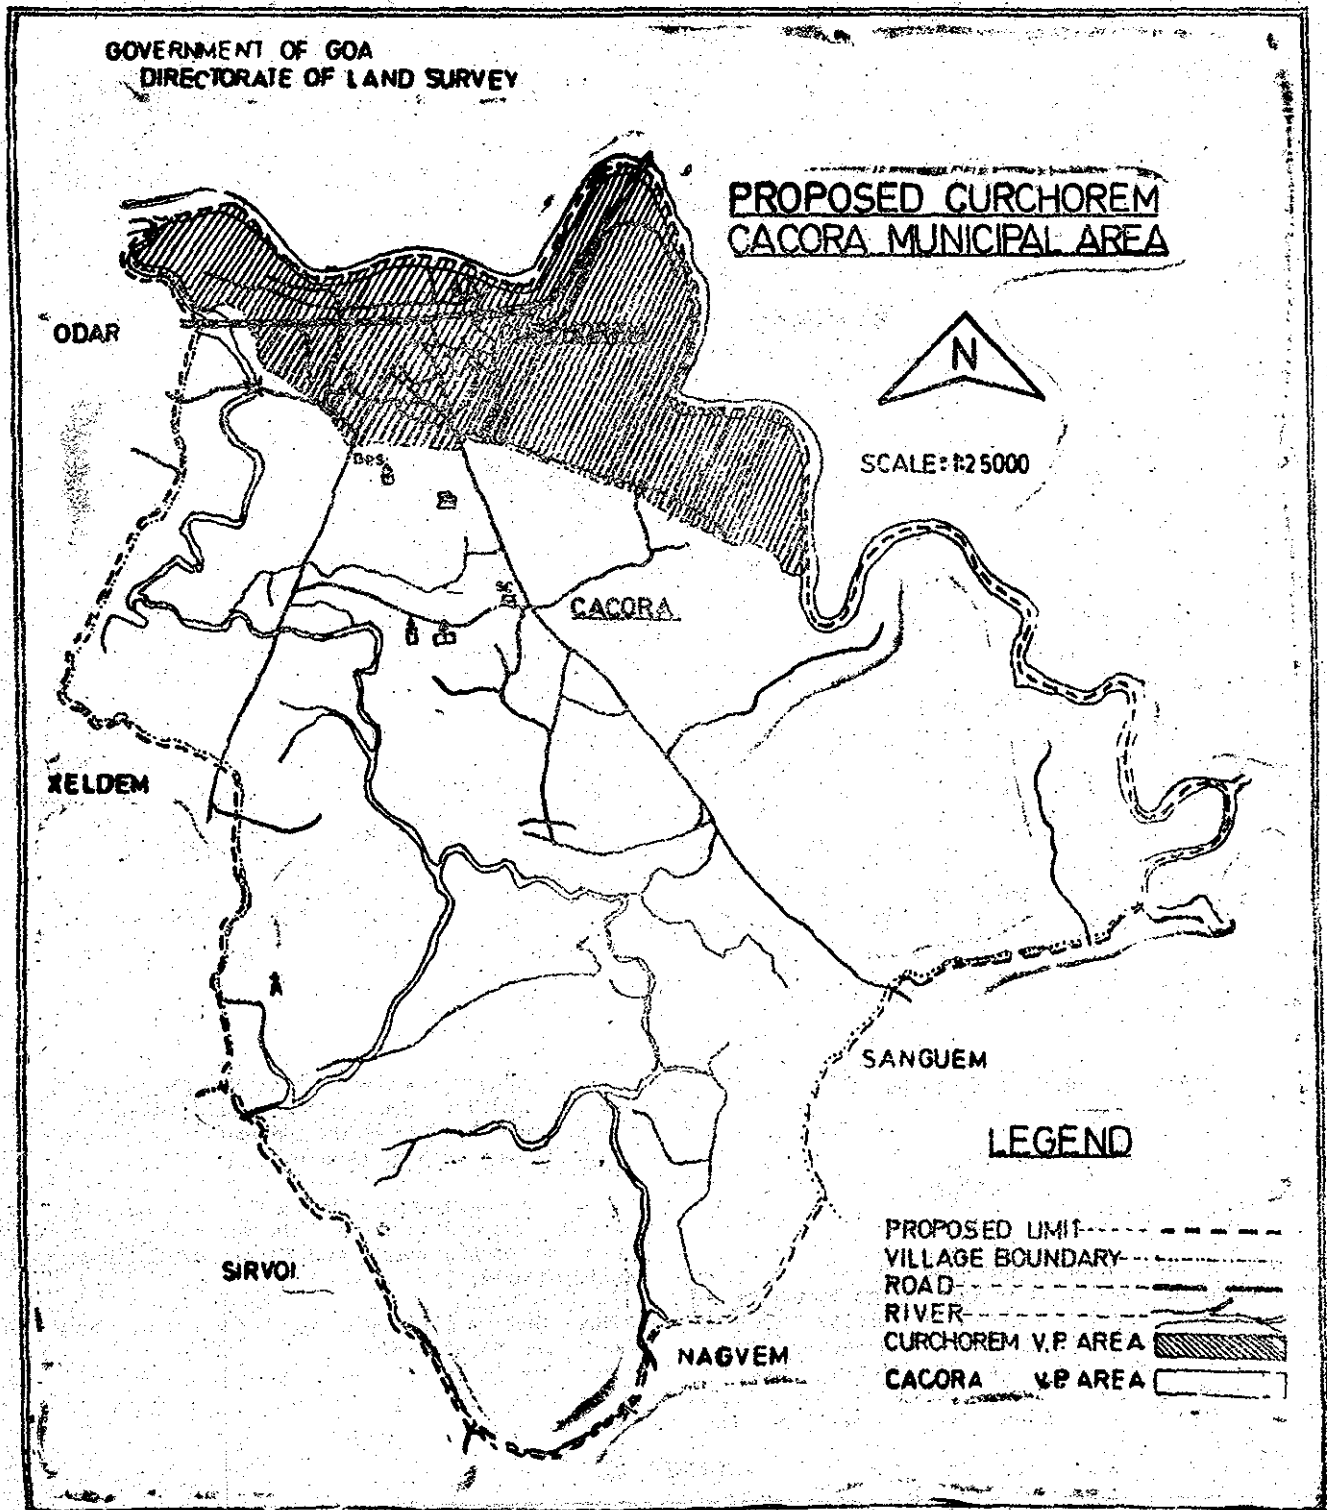 GOVERNMENT OF GOA
DIRECTORATE OF LAND SURVEY
PROPOSED CURCHOREM
CACORA MUNICIPAL AREA
ODAR
N
SCALE:1:25000
CACORA
XELDEM
SANGUEM
LEGEND
PROPOSED LIMIT
VILLAGE BOUNDARY
ROAD
RIVER
CURCHOREM V.P. AREA
CACORA V.P. AREA
SIRVOI
NAGVEM